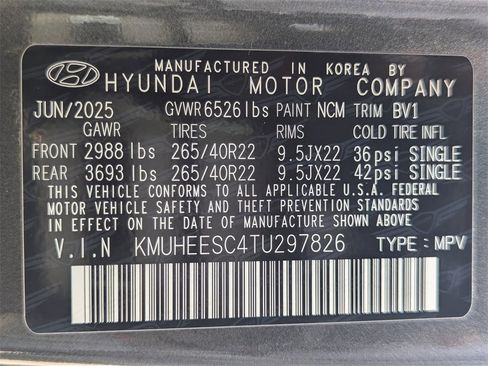 MANUFACTURED IN KOREA BY
HYUNDAI MOTOR COMPANY
JUN/2025 GVWR 6526 lbs PAINT NCM TRIM BV1
GAWR TIRES RIMS COLD TIRE INFL
FRONT 2988 lbs 265/40R22 9.5JX22 36psi SINGLE
REAR 3693 lbs 265/40R22 9.5JX22 42psi SINGLE
THIS VEHICLE CONFORMS TO ALL APPLICABLE U.S.A. FEDERAL
MOTOR VEHICLE SAFETY AND THEFT PREVENTION STANDARDS
IN EFFECT ON THE DATE OF MANUFACTURE SHOWN ABOVE.
V.I.N KMUHEESC4TU297826 TYPE : MPV